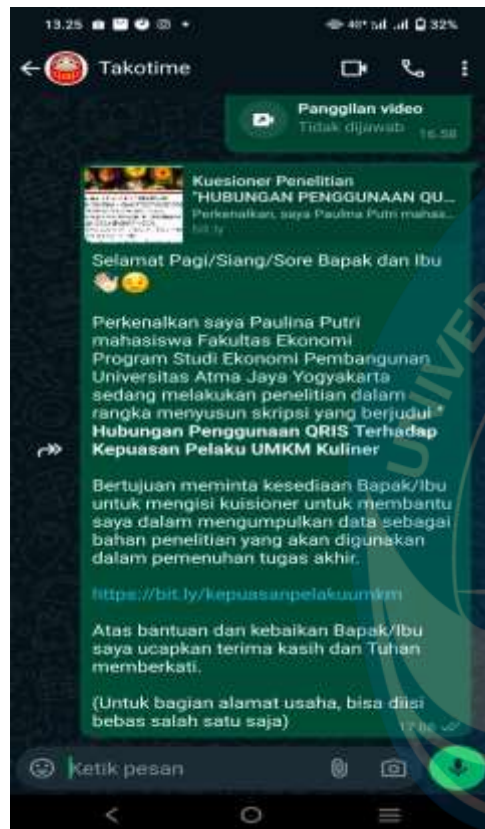 13.25
32%
Takotime
Panggilan video
Tidak dijawab 16.58
Kuesioner Penelitian
"HUBUNGAN PENGGUNAAN QU...
Perkenalkan, saya Paulina Putri mahas...
bit.ly
Selamat Pagi/Siang/Sore Bapak dan Ibu
Perkenalkan saya Paulina Putri
mahasiswa Fakultas Ekonomi
Program Studi Ekonomi Pembangunan
Universitas Atma Jaya Yogyakarta
sedang melakukan penelitian dalam
rangka menyusun skripsi yang berjudul "
Hubungan Penggunaan QRIS Terhadap
Kepuasan Pelaku UMKM Kuliner
Bertujuan meminta kesediaan Bapak/Ibu
untuk mengisi kuisioner untuk membantu
saya dalam mengumpulkan data sebagai
bahan penelitian yang akan digunakan
dalam pemenuhan tugas akhir.
https://bit.ly/kepuasanpelakuumkm
Atas bantuan dan kebaikan Bapak/Ibu
saya ucapkan terima kasih dan Tuhan
memberkati.
(Untuk bagian alamat usaha, bisa diisi
bebas salah satu saja)
Ketik pesan